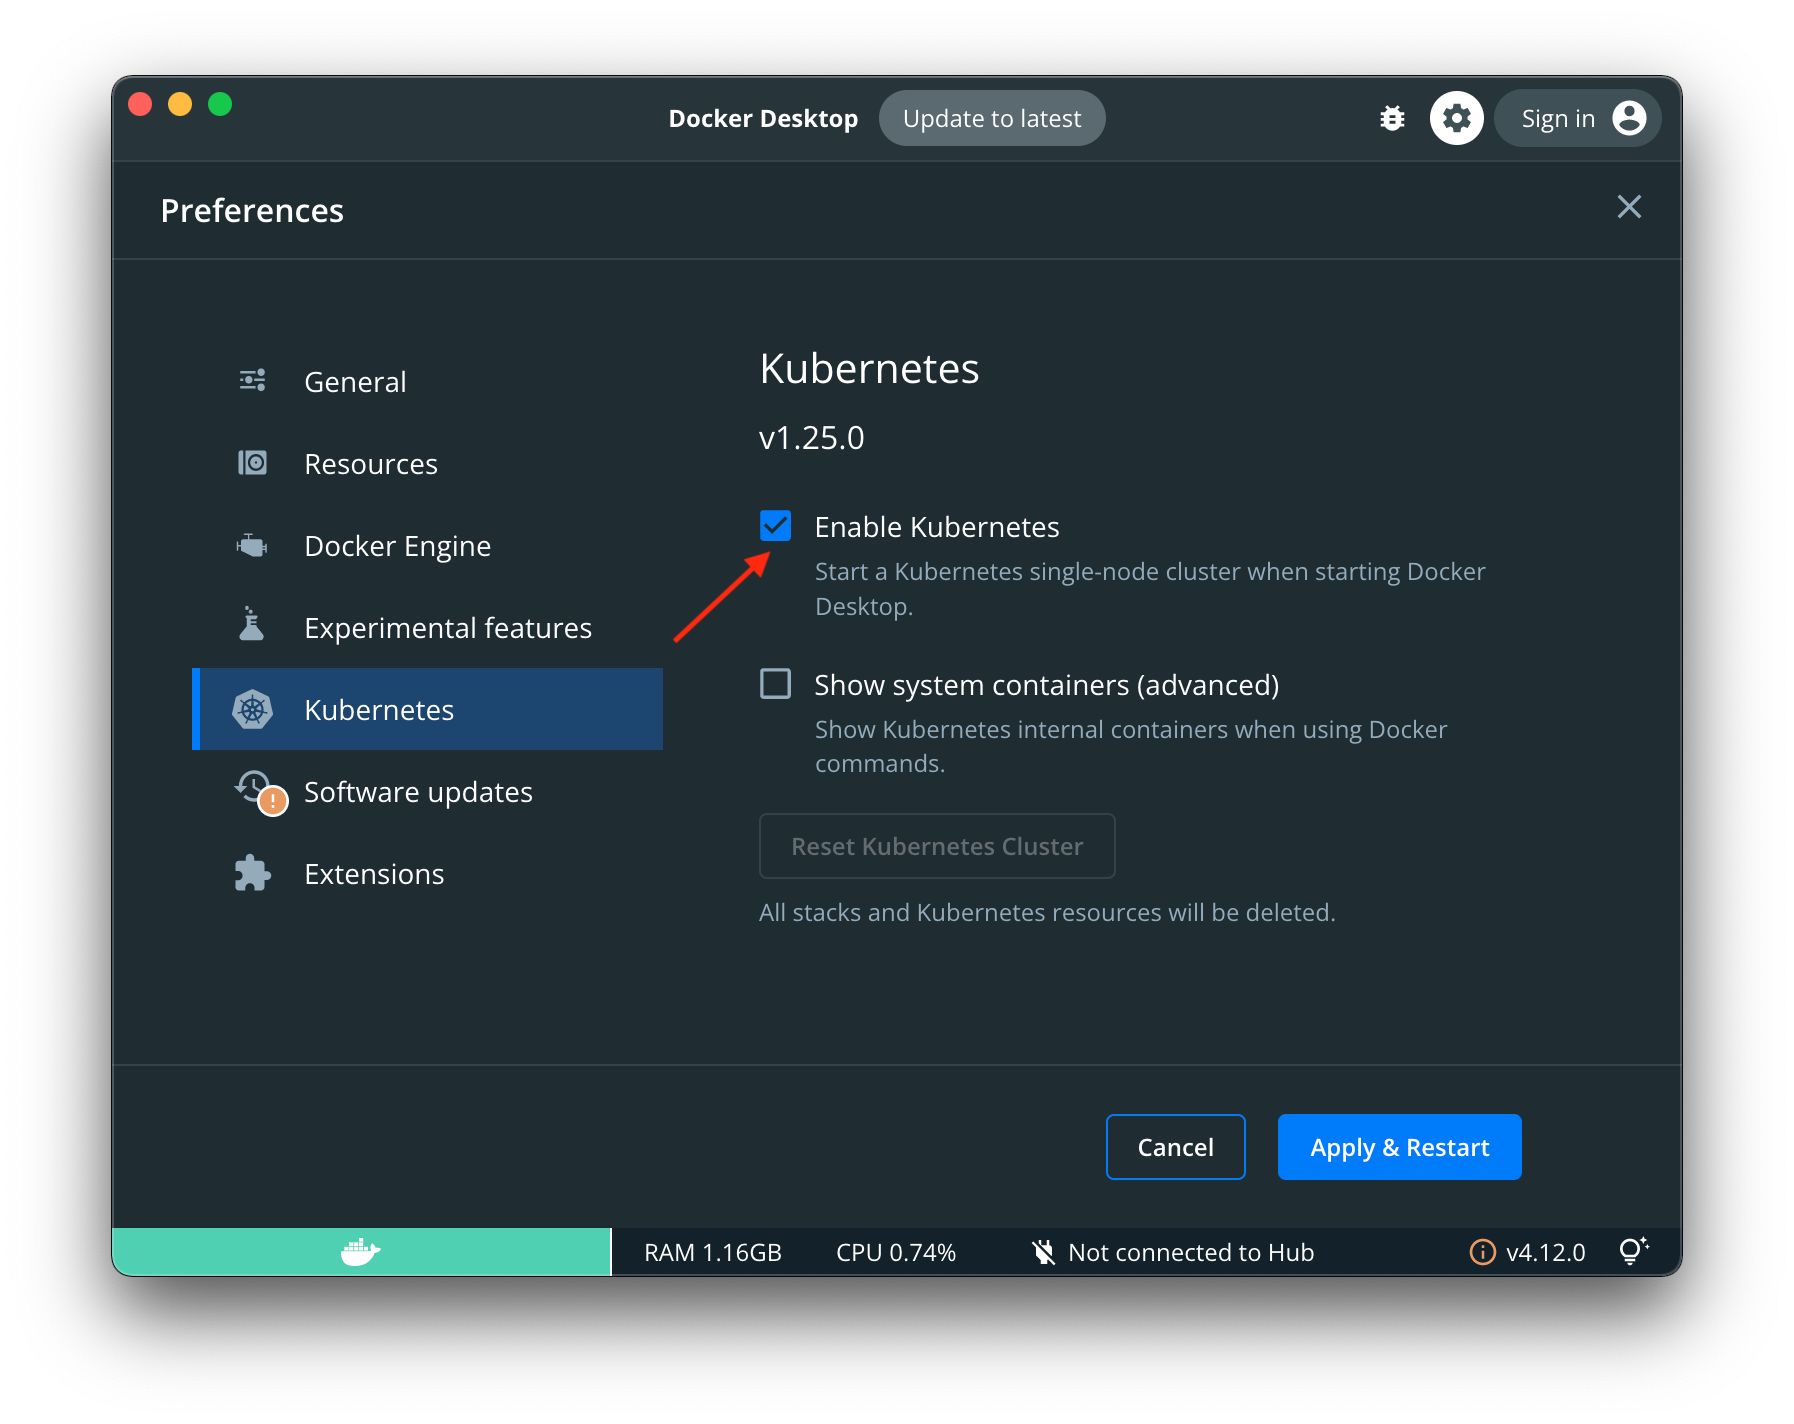 Docker Desktop
Update to latest
Sign in
Preferences
General
Resources
Docker Engine
Experimental features
Kubernetes
Software updates
Extensions
Kubernetes
v1.25.0
Enable Kubernetes
Start a Kubernetes single-node cluster when starting Docker
Desktop.
Show system containers (advanced)
Show Kubernetes internal containers when using Docker
commands.
Reset Kubernetes Cluster
All stacks and Kubernetes resources will be deleted.
Cancel
Apply & Restart
RAM 1.16GB
CPU 0.74%
Not connected to Hub
v4.12.0